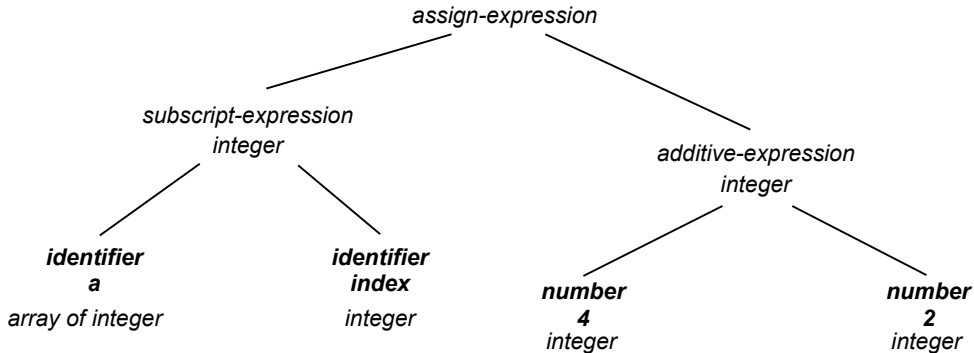 assign-expression
subscript-expression
integer
additive-expression
integer
identifier
a
array of integer
identifier
index
integer
number
4
integer
number
2
integer